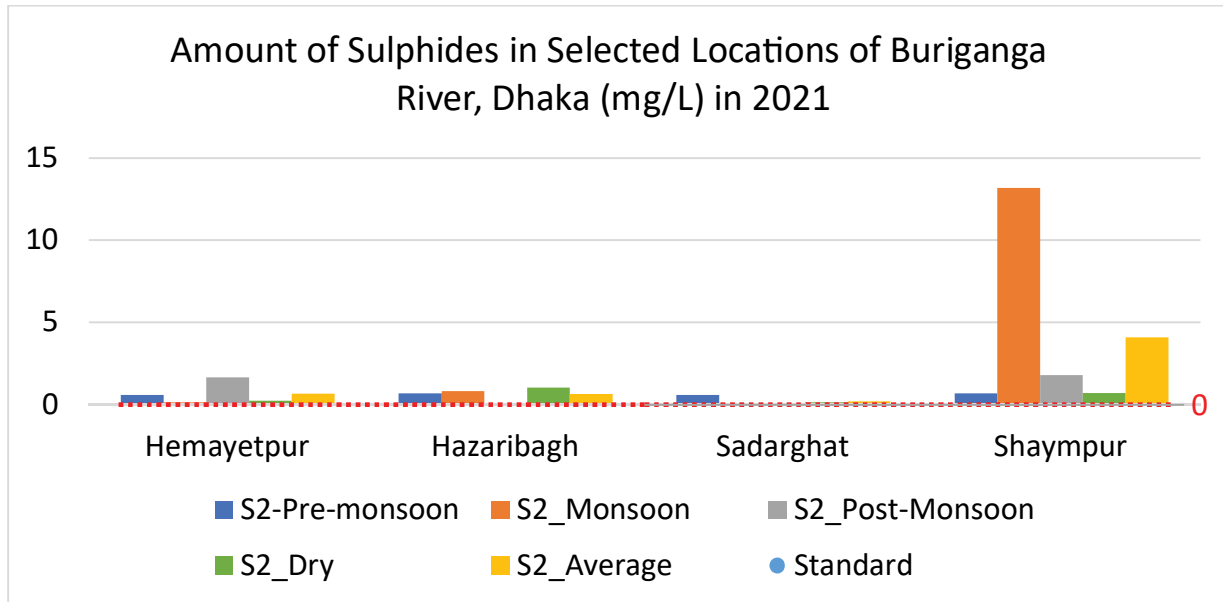 Amount of Sulphides in Selected Locations of Buriganga
River, Dhaka (mg/L) in 2021
15
10
5
0
0
Hemayetpur Hazaribagh Sadarghat Shaympur
S2-Pre-monsoon S2_Monsoon S2_Post-Monsoon
S2_Dry S2_Average Standard